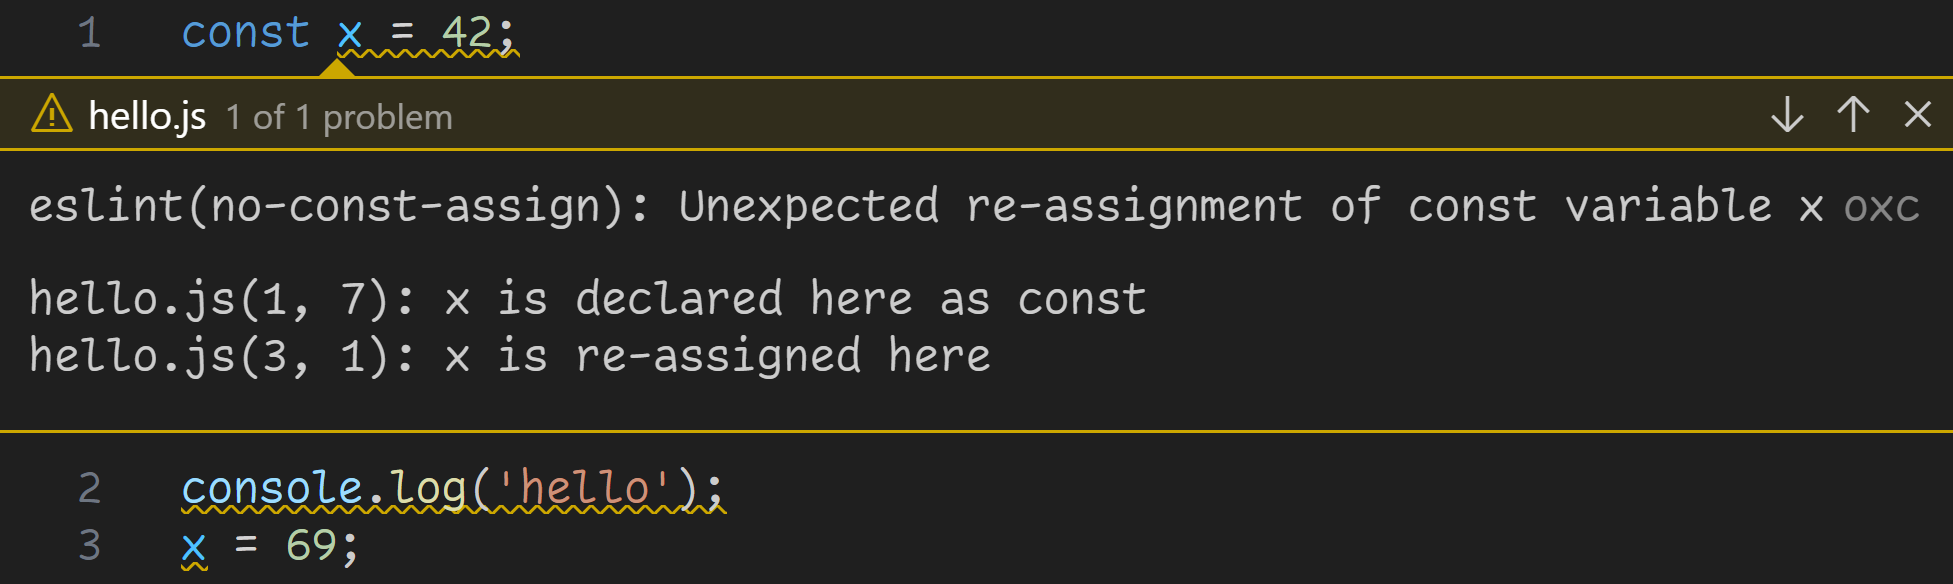 1 const x = 42;
hello.js 1 of 1 problem
eslint(no-const-assign): Unexpected re-assignment of const variable x oxc
hello.js(1, 7): x is declared here as const
hello.js(3, 1): x is re-assigned here
2 console.log('hello');
3 x = 69;